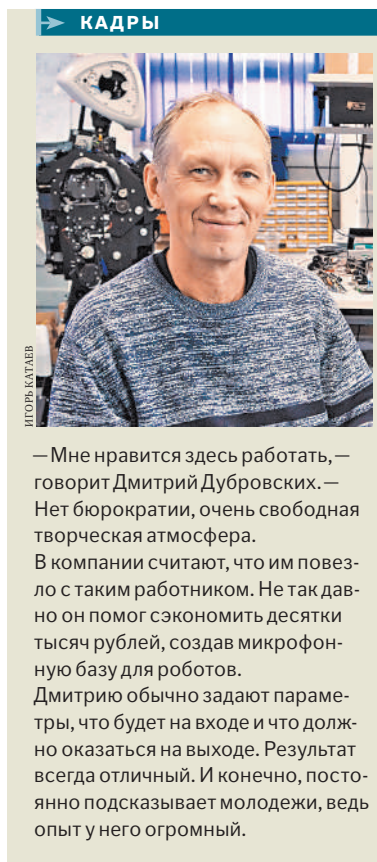 КАДРЫ
ИГОРЬ КАТАЕВ
—Мне нравится здесь работать,—
говорит Дмитрий Дубровских.—
Нет бюрократии, очень свободная
творческая атмосфера.
В компании считают, что им повез-
ло с таким работником. Не так дав-
но он помог сэкономить десятки
тысяч рублей, создав микрофон-
ную базу для роботов.
Дмитрию обычно задают параме-
тры, что будет на входе и что долж-
но оказаться на выходе. Результат
всегда отличный. И конечно, посто-
янно подсказывает молодежи, ведь
опыт у него огромный.